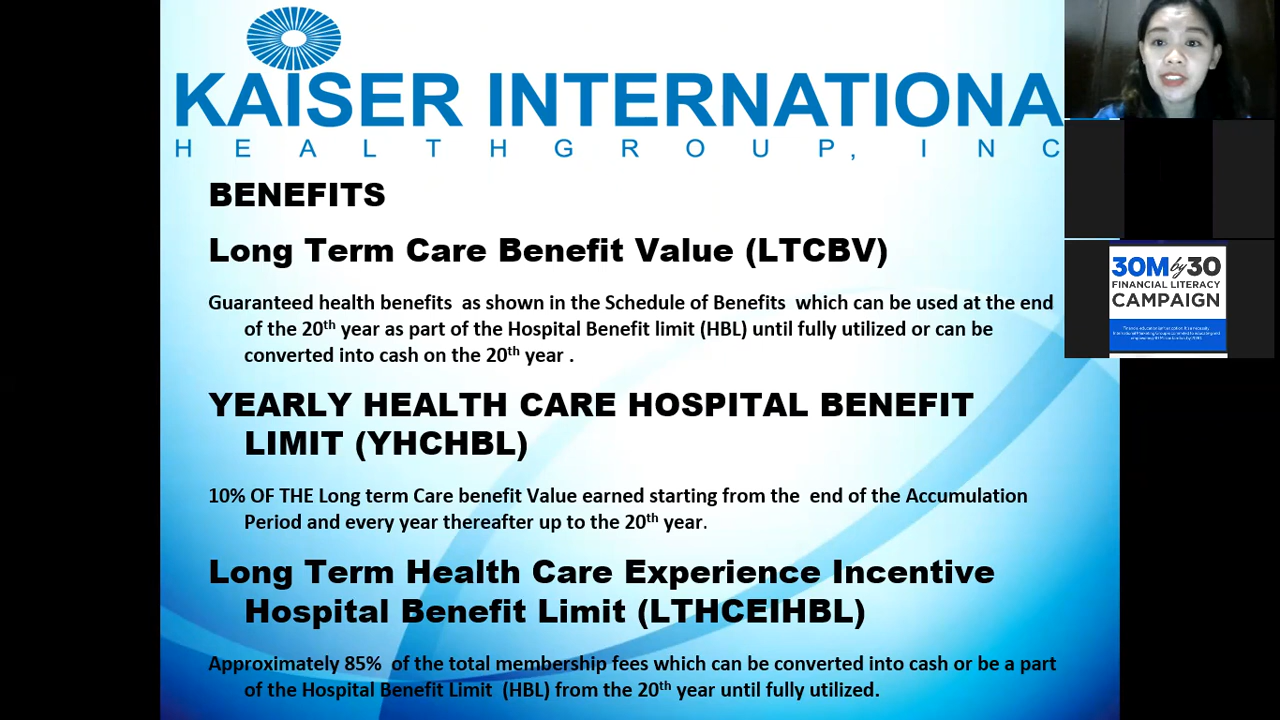 KAISER INTERNATIONA
HEALTHGROUP, INC
BENEFITS
Long Term Care Benefit Value (LTCBV)
Guaranteed health benefits as shown in the Schedule of Benefits which can be used at the end
of the 20th year as part of the Hospital Benefit limit (HBL) until fully utilized or can be
converted into cash on the 20th year .
YEARLY HEALTH CARE HOSPITAL BENEFIT
LIMIT (YHCHBL)
10% OF THE Long term Care benefit Value earned starting from the end of the Accumulation
Period and every year thereafter up to the 20th year.
Long Term Health Care Experience Incentive
Hospital Benefit Limit (LTHCEIHBL)
Approximately 85% of the total membership fees which can be converted into cash or be a part
of the Hospital Benefit Limit (HBL) from the 20th year until fully utilized.
30M by 30
FINANCIAL LITERACY
CAMPAIGN